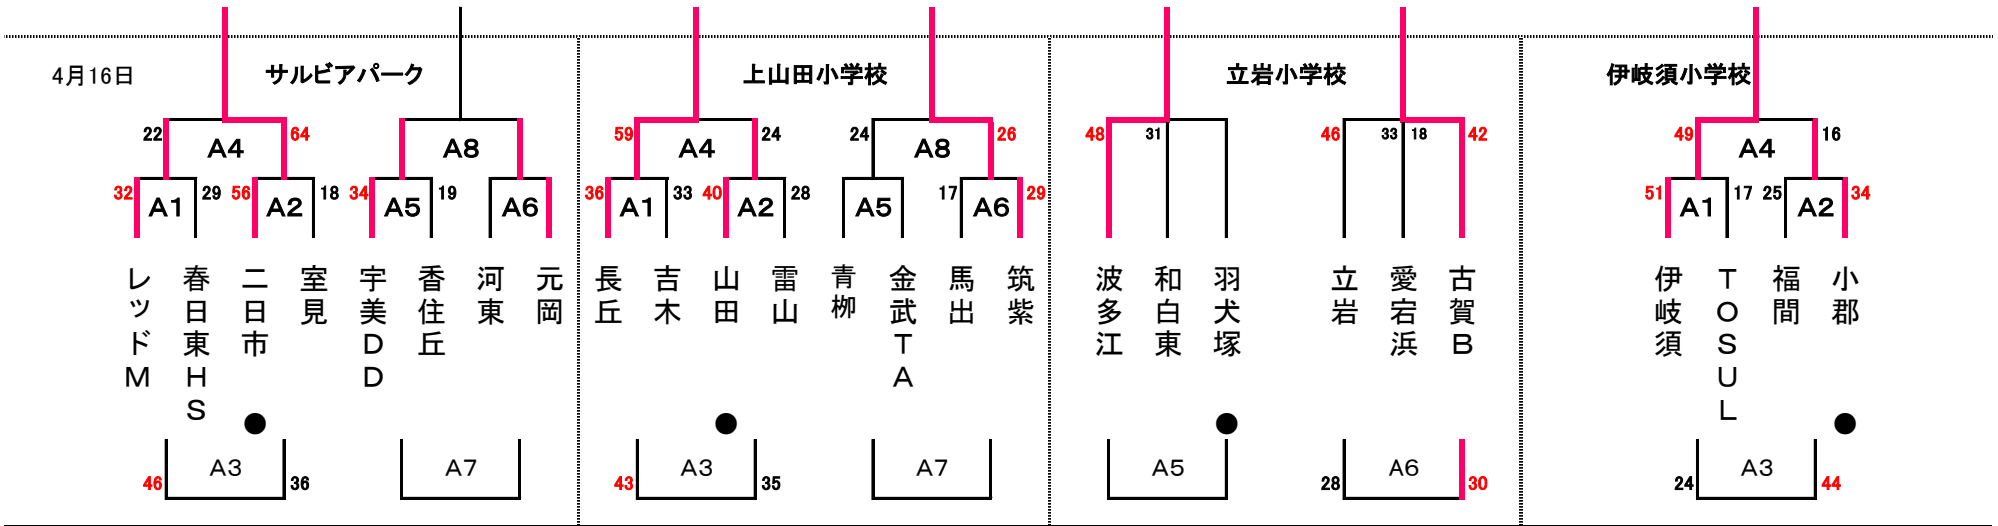 4月16日 サルビアパーク 上山田小学校 立岩小学校 伊岐須小学校
22 A4 64 A8 59 A4 24 24 A8 26 48 31 46 33 18 42 49 A4 16
32 A1 29 56 A2 18 34 A5 19 A6 36 A1 33 40 A2 28 A5 17 A6 29 51 A1 17 25 A2 34
レッドM
春日東HS
二日市
室見
宇美DD
香住丘
河東
元岡
長丘
吉木
山田
雷山
青栁
金武TA
馬出
筑紫
波多江
和白東
羽犬塚
立岩
愛宕浜
古賀B
伊岐須
TOSUL
福間
小郡
46 A3 36 A7 43 A3 35 A7 A5 28 A6 30 24 A3 44